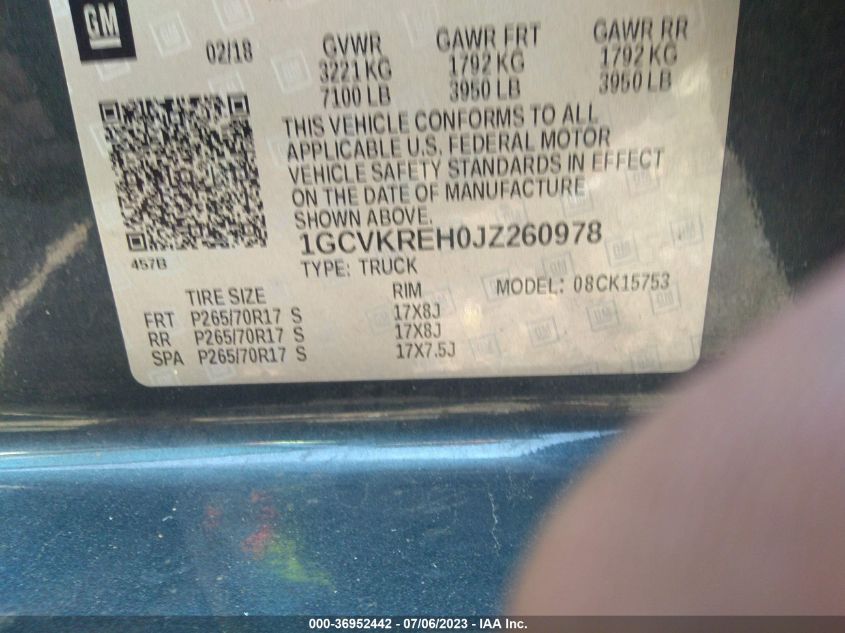 GM
02/18
GVWR GAWR FRT GAWR RR
3221 KG 1792 KG 1792 KG
7100 LB 3950 LB 3950 LB
THIS VEHICLE CONFORMS TO ALL
APPLICABLE U.S. FEDERAL MOTOR
VEHICLE SAFETY STANDARDS IN EFFECT
ON THE DATE OF MANUFACTURE
SHOWN ABOVE.
457B
1GCVKREH0JZ260978
TYPE: TRUCK
MODEL: 08CK15753
TIRE SIZE RIM
FRT P265/70R17 S 17X8J
RR P265/70R17 S 17X8J
SPA P265/70R17 S 17X7.5J
000-36952442 - 07/06/2023 - IAA Inc.